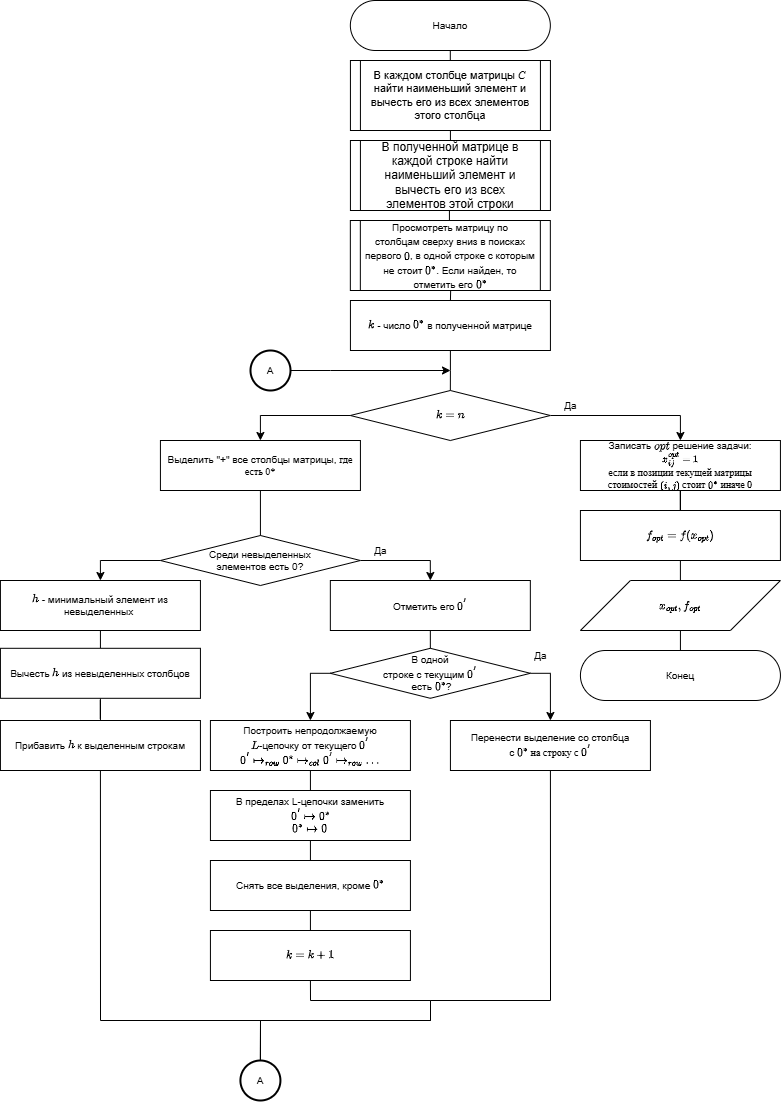 Начало
В каждом столбце матрицы C
найти наименьший элемент и
вычесть его из всех элементов
этого столбца
В полученной матрице в
каждой строке найти
наименьший элемент и
вычесть его из всех
элементов этой строки
Просмотреть матрицу по
столбцам сверху вниз в поисках
первого 0, в одной строке с которым
не стоит 0*. Если найден, то
отметить его 0*
k - число 0* в полученной матрице
A
k = n
Да
Выделить "+" все столбцы матрицы, где
есть 0*
Записать opt решение задачи:
x_{ij}^{opt} = 1
если в позиции текущей матрицы
стоимостей (i, j) стоит 0* иначе 0
Среди невыделенных
элементов есть 0?
Да
f_{opt} = f(x_{opt})
h - минимальный элемент из
невыделенных
Отметить его 0′
x_{opt}, f_{opt}
Вычесть h из невыделенных столбцов
В одной
строке с текущим 0′
есть 0*?
Да
Конец
Прибавить h к выделенным строкам
Построить непродолжаемую
L-цепочку от текущего 0′
0′ ↦_{row} 0* ↦_{col} 0′ ↦_{row} …
Перенести выделение со столбца
с 0* на строку с 0′
В пределах L-цепочки заменить
0′ ↦ 0*
0* ↦ 0
Снять все выделения, кроме 0*
k = k + 1
A